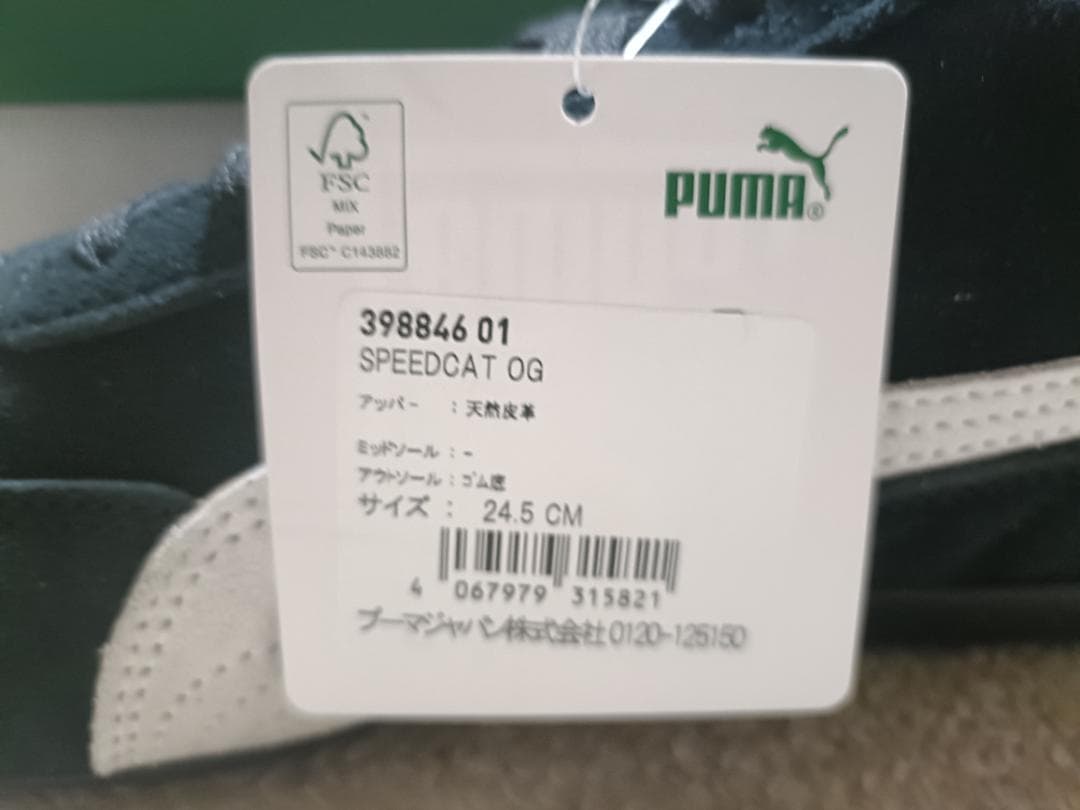 FSC
MIX
Paper
FSC™ C143882
PUMA®
398846 01
SPEEDCAT OG
アッパー : 天然皮革
ミッドソール : -
アウトソール : ゴム底
サイズ : 24.5 CM
4 067979 315821
プーマジャパン株式会社 0120-125150